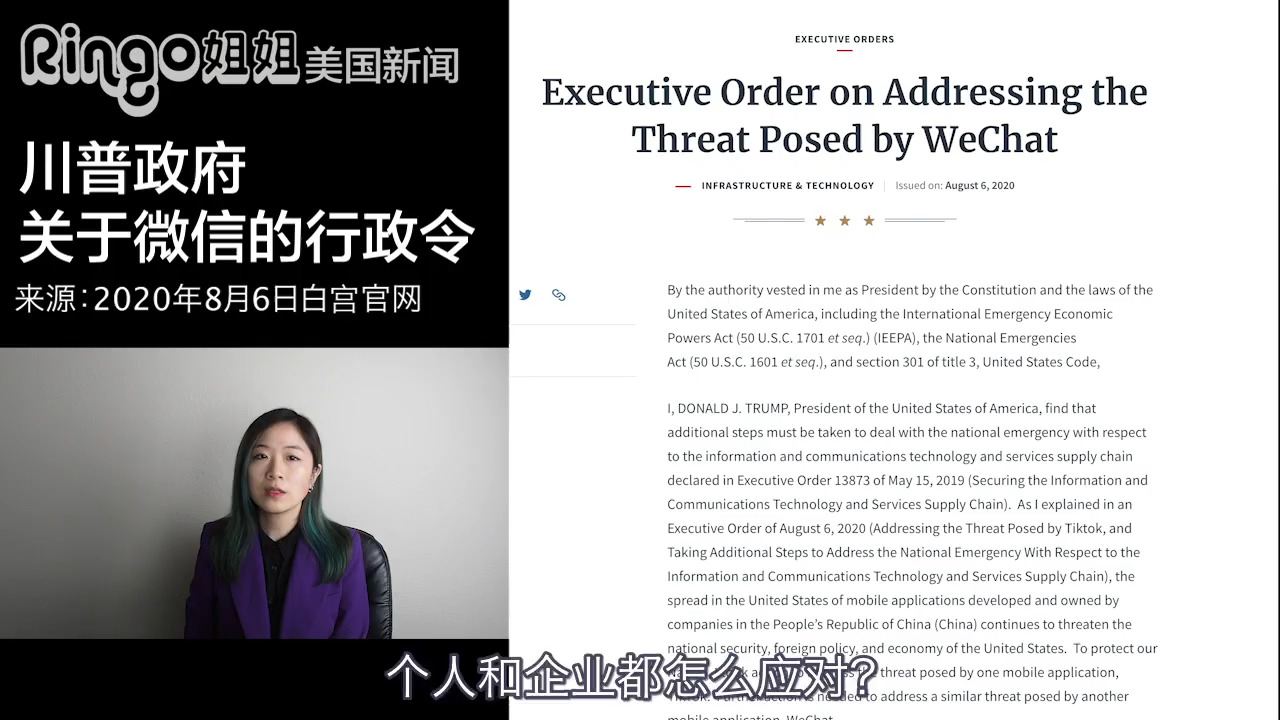 Ringo姐姐美国新闻
川普政府
关于微信的行政令
来源:2020年8月6日白宫官网
EXECUTIVE ORDERS
Executive Order on Addressing the
Threat Posed by WeChat
INFRASTRUCTURE & TECHNOLOGY Issued on: August 6, 2020
By the authority vested in me as President by the Constitution and the laws of the
United States of America, including the International Emergency Economic
Powers Act (50 U.S.C. 1701 et seq.) (IEEPA), the National Emergencies
Act (50 U.S.C. 1601 et seq.), and section 301 of title 3, United States Code,
I, DONALD J. TRUMP, President of the United States of America, find that
additional steps must be taken to deal with the national emergency with respect
to the information and communications technology and services supply chain
declared in Executive Order 13873 of May 15, 2019 (Securing the Information and
Communications Technology and Services Supply Chain). As I explained in an
Executive Order of August 6, 2020 (Addressing the Threat Posed by Tiktok, and
Taking Additional Steps to Address the National Emergency With Respect to the
Information and Communications Technology and Services Supply Chain), the
spread in the United States of mobile applications developed and owned by
companies in the People's Republic of China (China) continues to threaten the
national security, foreign policy, and economy of the United States. To protect our
threat posed by one mobile application,
to address a similar threat posed by another
mobile application, WeChat
个人和企业都怎么应对?